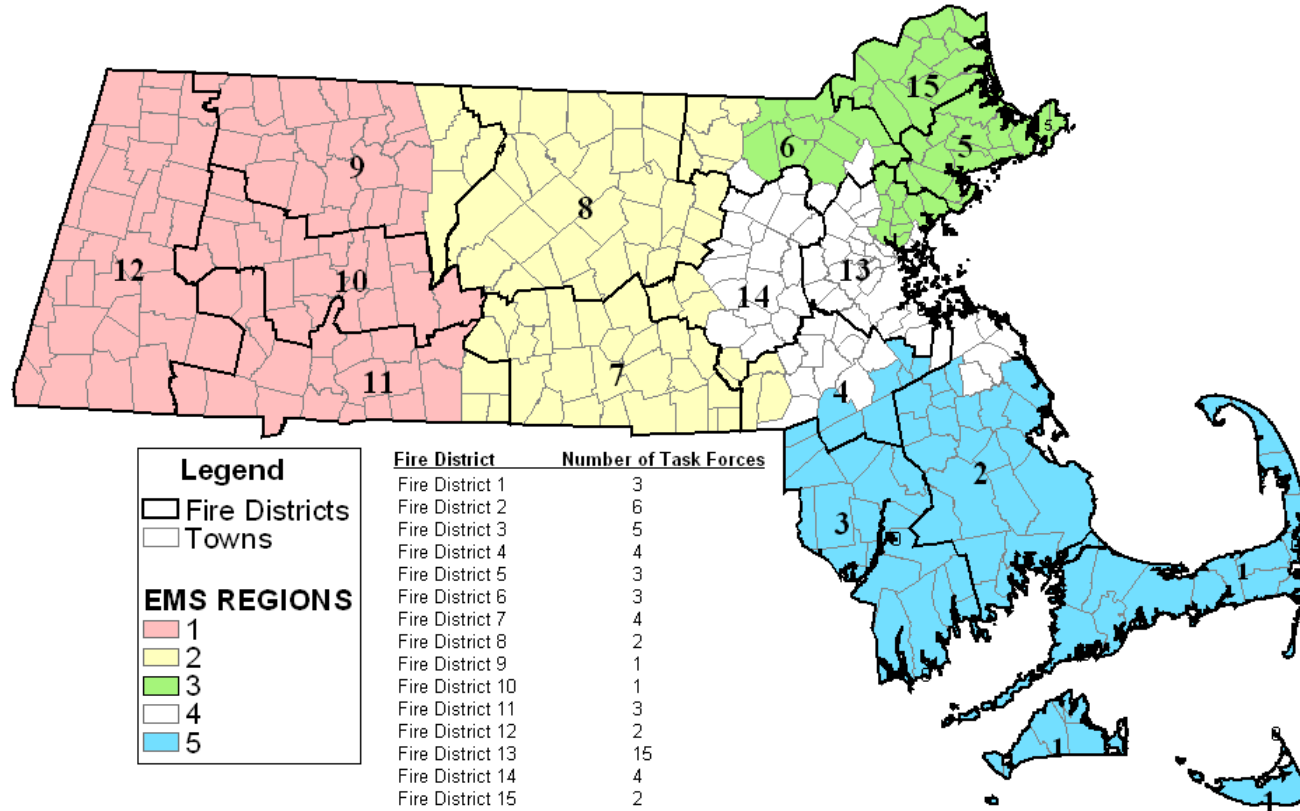 15
5
5
6
9
8
12
10
13
14
11
7
4
2
3
1
1
1
Legend
Fire Districts
Towns
EMS REGIONS
1
2
3
4
5
Fire District Number of Task Forces
Fire District 1 3
Fire District 2 6
Fire District 3 5
Fire District 4 4
Fire District 5 3
Fire District 6 3
Fire District 7 4
Fire District 8 2
Fire District 9 1
Fire District 10 1
Fire District 11 3
Fire District 12 2
Fire District 13 15
Fire District 14 4
Fire District 15 2